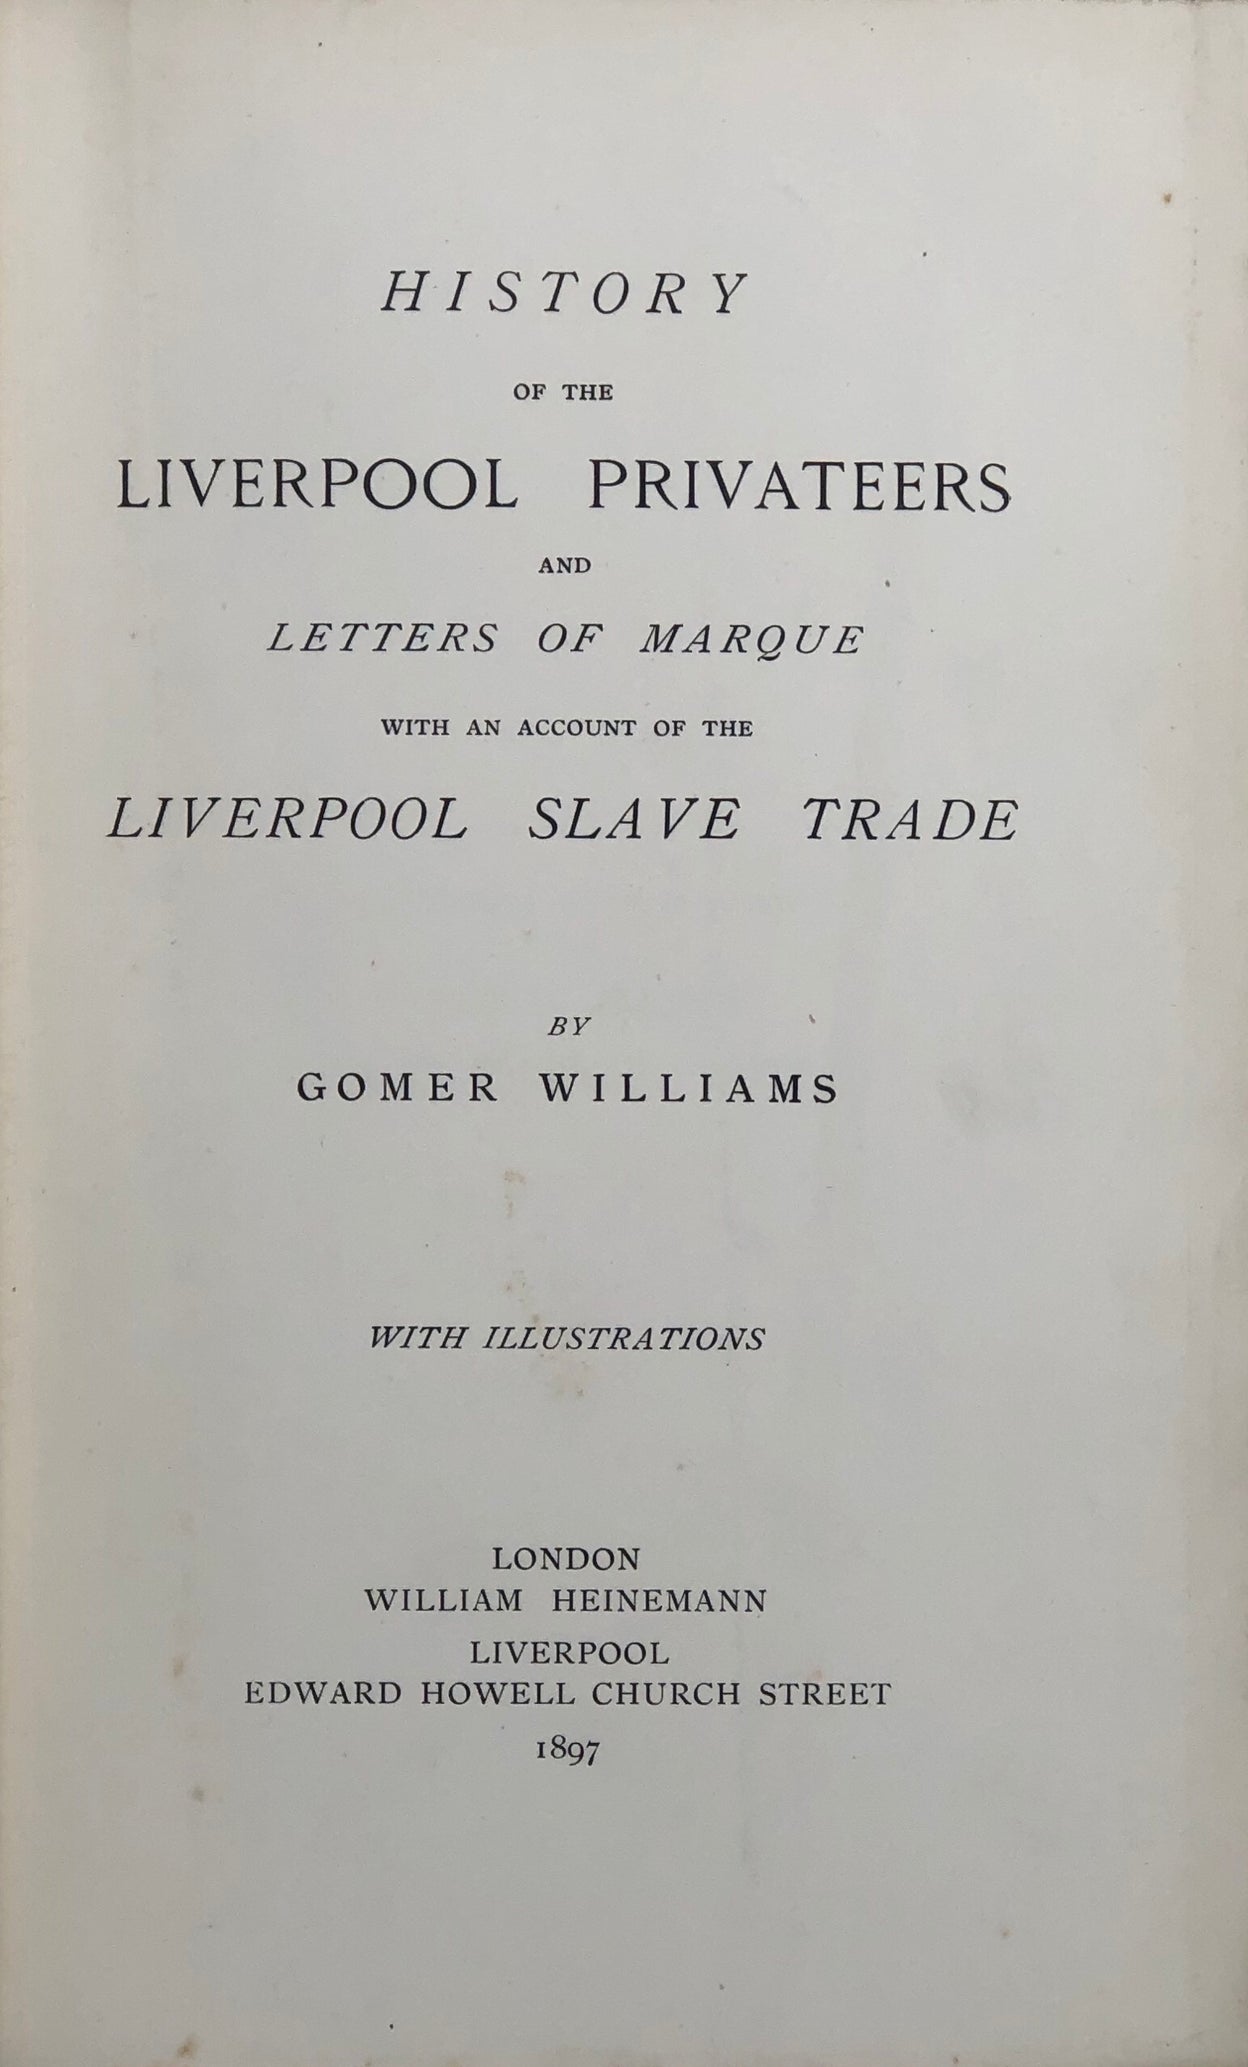 HISTORY
OF THE
LIVERPOOL PRIVATEERS
AND
LETTERS OF MARQUE
WITH AN ACCOUNT OF THE
LIVERPOOL SLAVE TRADE
BY
GOMER WILLIAMS
WITH ILLUSTRATIONS
LONDON
WILLIAM HEINEMANN
LIVERPOOL
EDWARD HOWELL CHURCH STREET
1897